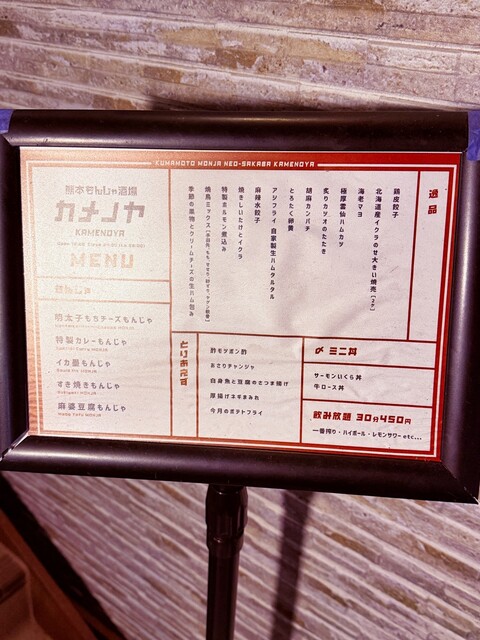 KUMAMOTO MONJA NEO-SAKABA KAMENOYA
熊本もんじゃ酒場
カメノヤ
KAMENOYA
MENU
もんじゃ
明太子もちチーズもんじゃ
特製カレーもんじゃ
イカ墨もんじゃ
すき焼きもんじゃ
麻婆豆腐もんじゃ
逸品
鶏皮餃子
北海道産イクラのせ大きい焼売
海老マヨ
極厚雲仙ハムカツ
炙りカツオのたたき
胡麻カンパチ
とろたく卵黄
アジフライ 自家製生ハムタルタル
麻辣水餃子
焼きしいたけとイクラ
特製ホルモン煮込み
焼鳥ミックス
季節の果物とクリームチーズの生ハム包み
とりあえず
酢モツポン酢
おこりチャンジャ
白身魚と豆腐のさつま揚げ
厚揚げネギまみれ
今月のポテトフライ
〆 ミニ丼
サーモンいくら丼
牛ロース丼
飲み放題 30分450円
一番搾り・ハイボール・レモンサワー etc...